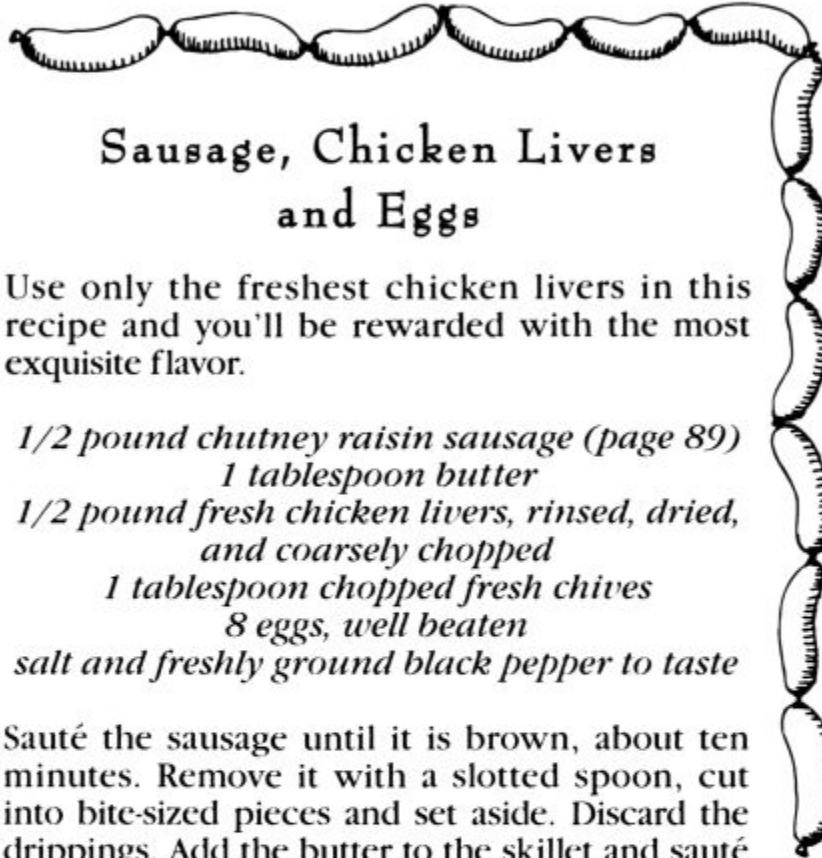 Sausage, Chicken Livers
and Eggs
Use only the freshest chicken livers in this
recipe and you'll be rewarded with the most
exquisite flavor.
1/2 pound chutney raisin sausage (page 89)
1 tablespoon butter
1/2 pound fresh chicken livers, rinsed, dried,
and coarsely chopped
1 tablespoon chopped fresh chives
8 eggs, well beaten
salt and freshly ground black pepper to taste
Sauté the sausage until it is brown, about ten
minutes. Remove it with a slotted spoon, cut
into bite-sized pieces and set aside. Discard the
drippings. Add the butter to the skillet and sauté